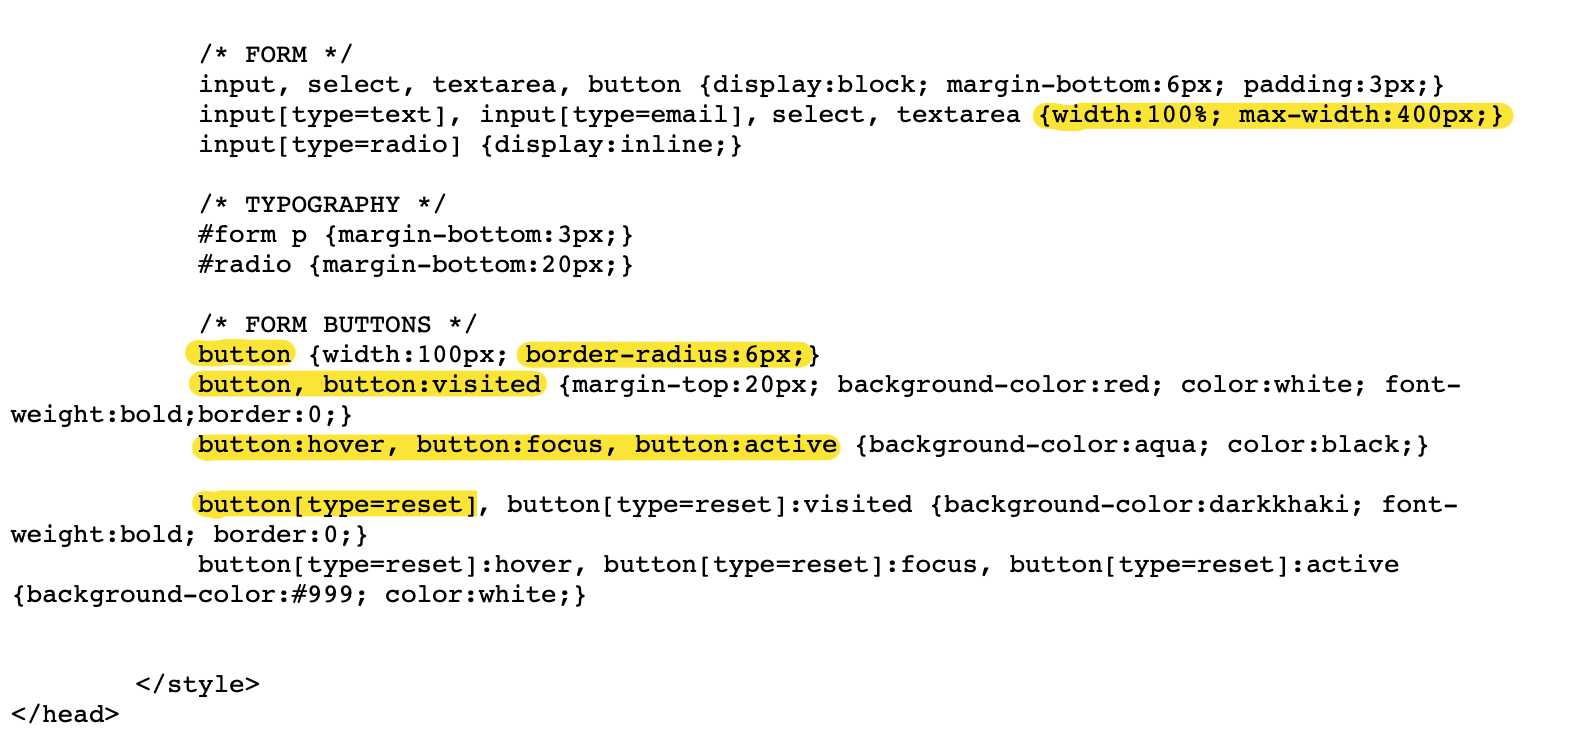 /* FORM */
input, select, textarea, button {display:block; margin-bottom:6px; padding:3px;}
input[type=text], input[type=email], select, textarea {width:100%; max-width:400px;}
input[type=radio] {display:inline;}
/* TYPOGRAPHY */
#form p {margin-bottom:3px;}
#radio {margin-bottom:20px;}
/* FORM BUTTONS */
button {width:100px; border-radius:6px;}
button, button:visited {margin-top:20px; background-color:red; color:white; font-
weight:bold;border:0;}
button:hover, button:focus, button:active {background-color:aqua; color:black;}
button[type=reset], button[type=reset]:visited {background-color:darkkhaki; font-
weight:bold; border:0;}
button[type=reset]:hover, button[type=reset]:focus, button[type=reset]:active
{background-color:#999; color:white;}
</style>
</head>